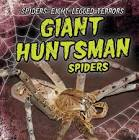 SPIDERS: EIGHT-LEGGED TERRORS
GIANT
HUNTSMAN
SPIDERS